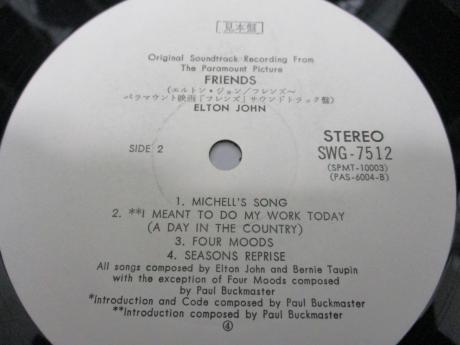 [見本盤]
Original Soundtrack Recording From
The Paramount Picture
FRIENDS
(エルトン・ジョン/フレンズ〜
パラマウント映画「フレンズ」サウンドトラック盤)
ELTON JOHN
SIDE 2
STEREO
SWG-7512
(SPMT-10003)
(PAS-6004-B)
1. MICHELL'S SONG
2. **I MEANT TO DO MY WORK TODAY
(A DAY IN THE COUNTRY)
3. FOUR MOODS
4. SEASONS REPRISE
All songs composed by Elton John and Bernie Taupin
with the exception of Four Moods composed by
Paul Buckmaster
*Introduction and Code composed by Paul Buckmaster
**Introduction composed by Paul Buckmaster
④